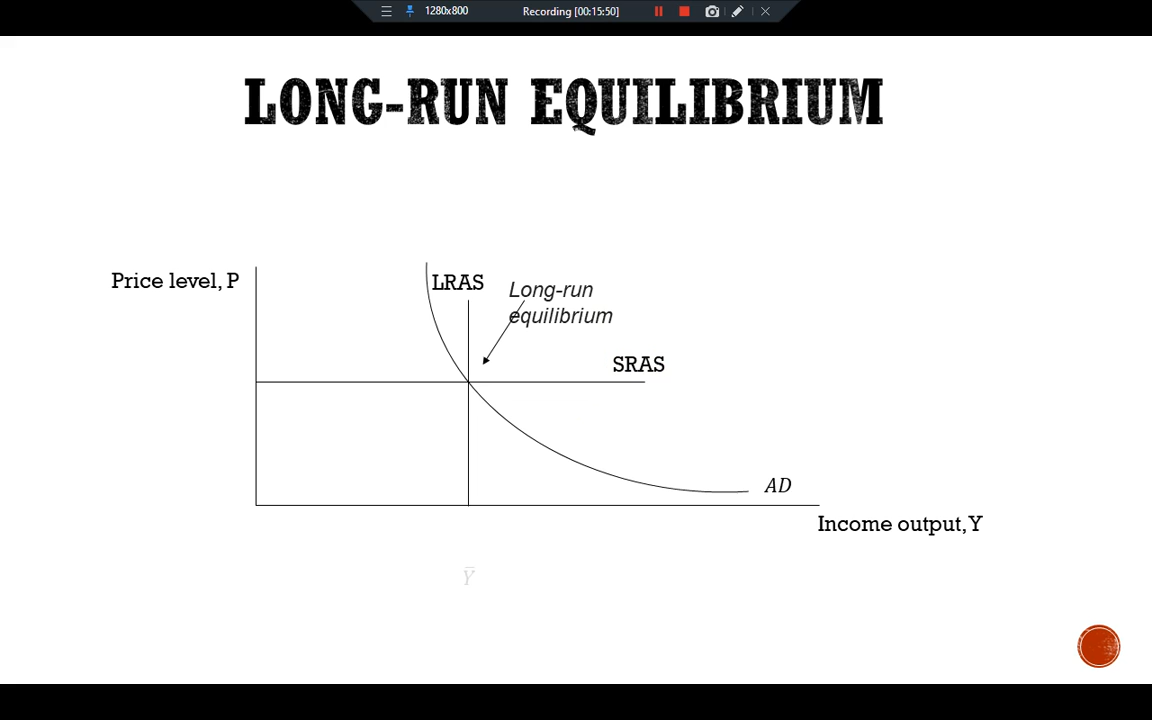 1280x800
Recording [00:15:50]
LONG-RUN EQUILIBRIUM
Price level, P
LRAS
Long-run
equilibrium
SRAS
AD
Income output, Y
Ȳ